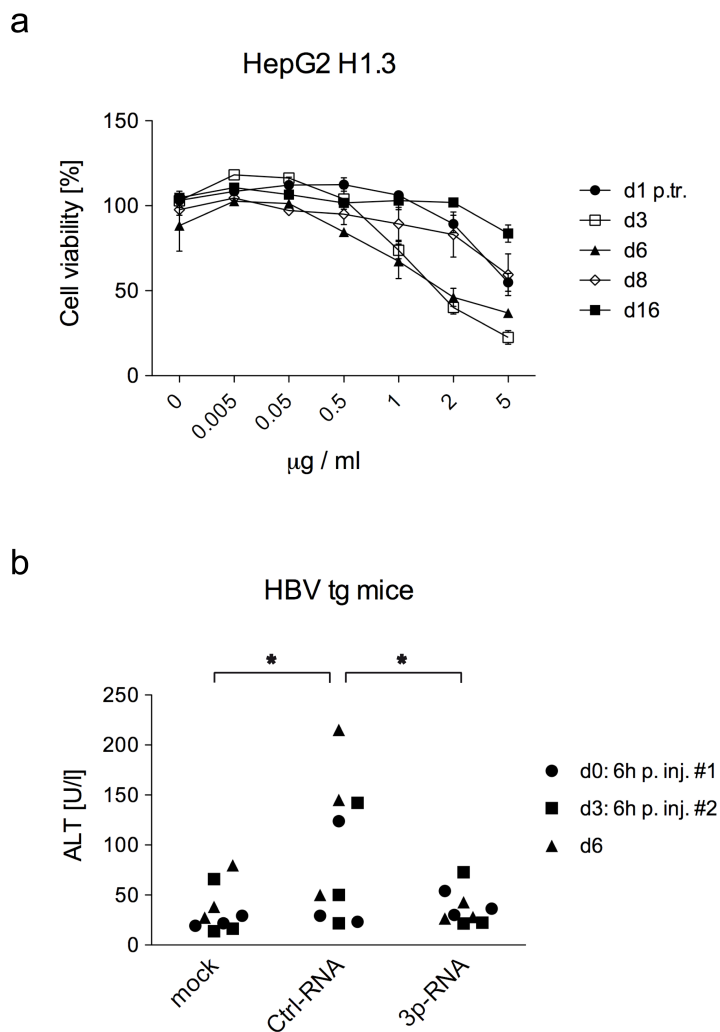 a
HepG2 H1.3
Cell viability [%]
150
100
50
0
0
0.005
0.05
0.5
1
2
5
μg / ml
d1 p.tr.
d3
d6
d8
d16
b
HBV tg mice
*
*
ALT [U/l]
250
200
150
100
50
0
mock
Ctrl-RNA
3p-RNA
d0: 6h p. inj. #1
d3: 6h p. inj. #2
d6